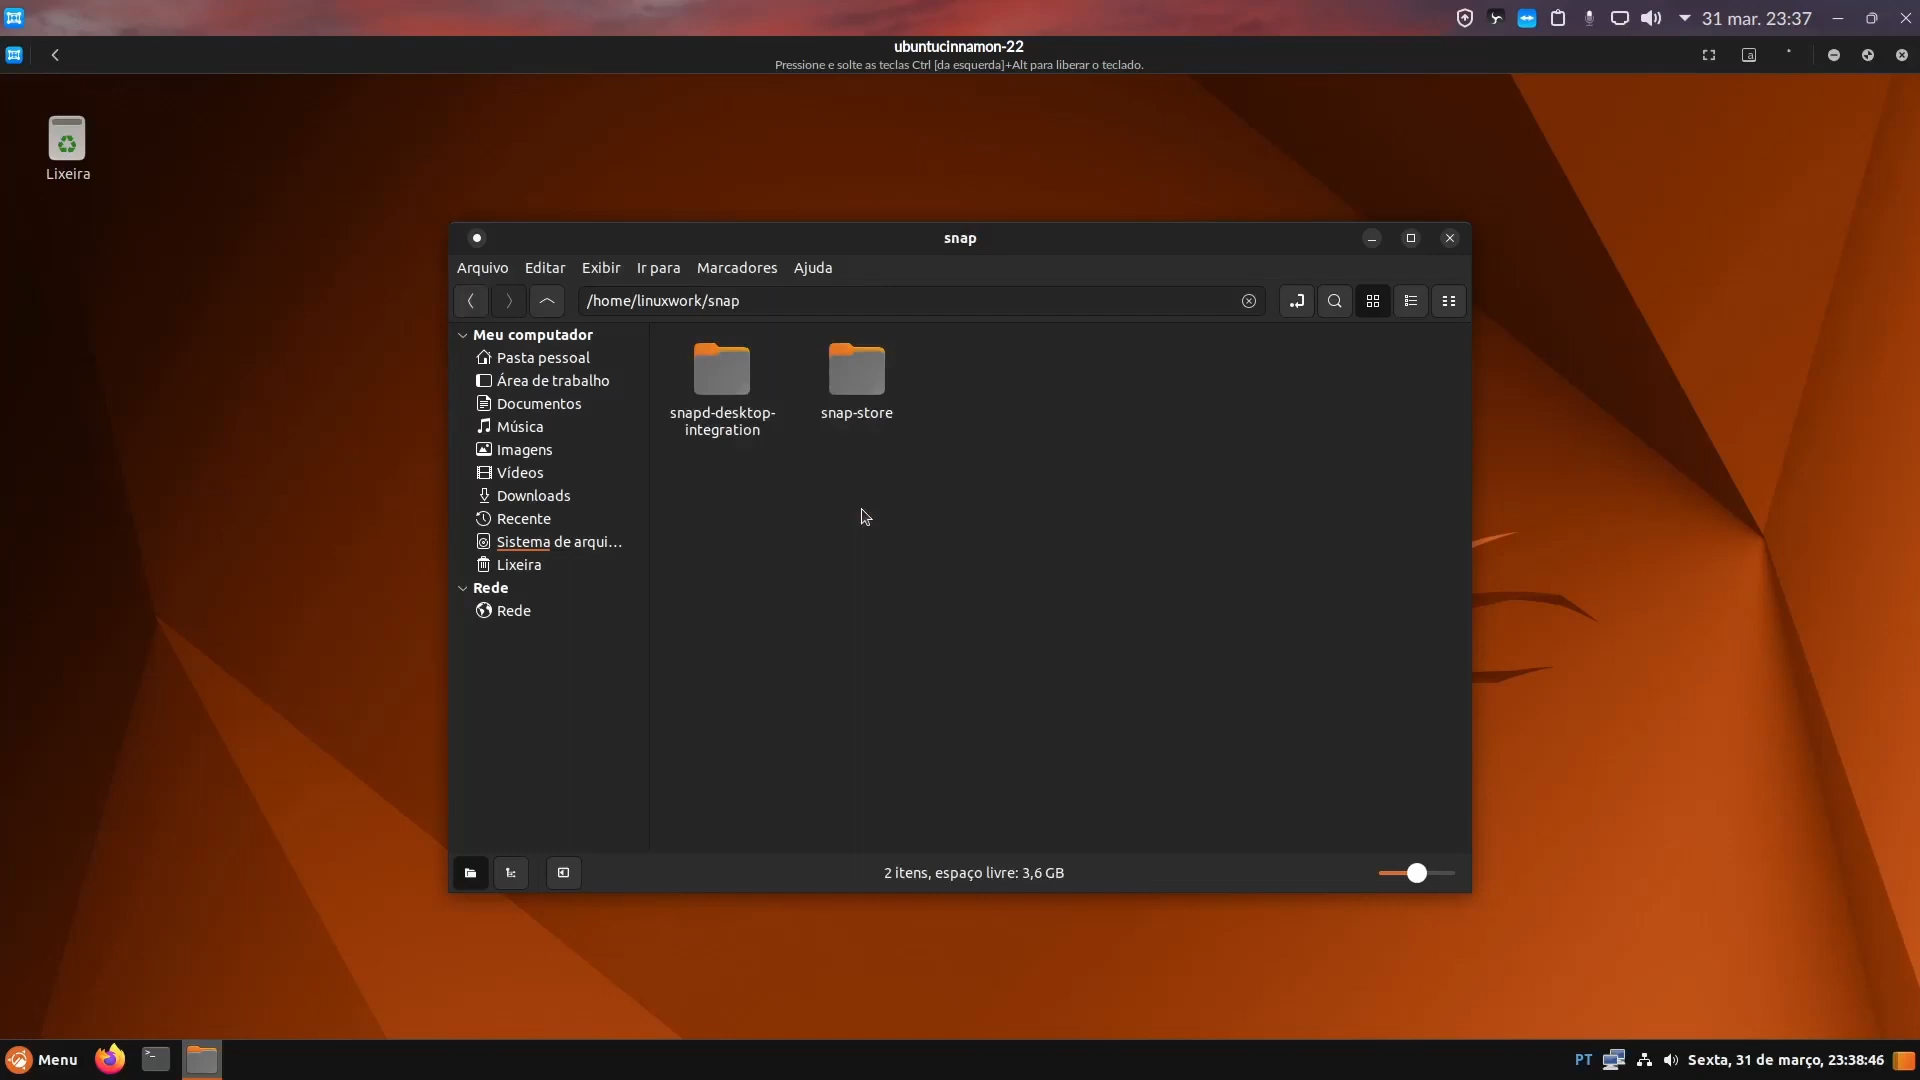 31 mar. 23:37
ubuntucinnamon-22
Pressione e solte as teclas Ctrl [da esquerda]+Alt para liberar o teclado.
Lixeira
snap
Arquivo Editar Exibir Ir para Marcadores Ajuda
/home/linuxwork/snap
Meu computador
Pasta pessoal
Área de trabalho
Documentos
Música
Imagens
Vídeos
Downloads
Recente
Sistema de arqui...
Lixeira
Rede
Rede
snapd-desktop-
integration
snap-store
2 itens, espaço livre: 3,6 GB
Menu
PT
Sexta, 31 de março, 23:38:46